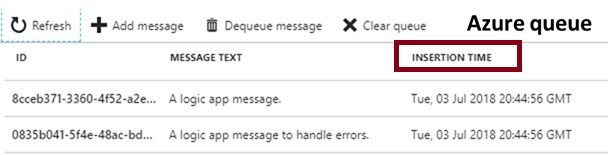 Refresh Add message Dequeue message Clear queue Azure queue
ID MESSAGE TEXT INSERTION TIME
8cceb371-3360-4f52-a2e... A logic app message. Tue, 03 Jul 2018 20:44:56 GMT
0835b041-5f4e-48ac-bd... A logic app message to handle errors. Tue, 03 Jul 2018 20:44:56 GMT